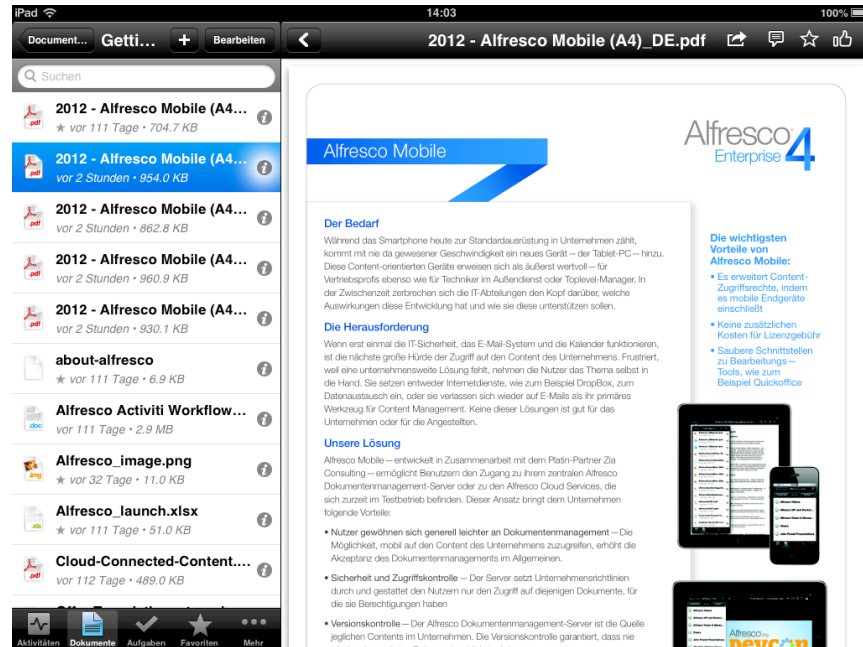 iPad
14:03
100%
Document...
Getti...
+
Bearbeiten
2012 - Alfresco Mobile (A4)_DE.pdf
Suchen
2012 - Alfresco Mobile (A4...
★ vor 111 Tage • 704.7 KB
2012 - Alfresco Mobile (A4...
vor 2 Stunden • 954.0 KB
2012 - Alfresco Mobile (A4...
vor 2 Stunden • 862.8 KB
2012 - Alfresco Mobile (A4...
vor 2 Stunden • 960.9 KB
2012 - Alfresco Mobile (A4...
vor 2 Stunden • 930.1 KB
about-alfresco
★ vor 111 Tage • 6.9 KB
Alfresco Activiti Workflow...
vor 111 Tage • 2.9 MB
Alfresco_image.png
★ vor 32 Tage • 11.0 KB
Alfresco_launch.xlsx
★ vor 111 Tage • 51.0 KB
Cloud-Connected-Content....
vor 112 Tage • 489.0 KB
Aktivitäten
Dokumente
Aufgaben
Favoriten
Mehr
Alfresco Mobile
Alfresco
Enterprise 4
Der Bedarf
Während das Smartphone heute zur Standardausrüstung in Unternehmen zählt,
kommt mit nie da gewesener Geschwindigkeit ein neues Gerät — der Tablet-PC — hinzu.
Diese Content-orientierten Geräte erweisen sich als äußerst wertvoll — für
Vertriebsprofis ebenso wie für Techniker im Außendienst oder Toplevel-Manager. In
der Zwischenzeit zerbrechen sich die IT-Abteilungen den Kopf darüber, welche
Auswirkungen diese Entwicklung hat und wie sie diese unterstützen sollen.
Die Herausforderung
Wenn erst einmal die IT-Sicherheit, das E-Mail-System und die Kalender funktionieren,
ist die nächste große Hürde der Zugriff auf den Content des Unternehmens. Frustriert,
weil eine unternehmensweite Lösung fehlt, nehmen die Nutzer das Thema selbst in
die Hand. Sie setzen entweder Internetdienste, wie zum Beispiel DropBox, zum
Datenaustausch ein, oder sie verlassen sich wieder auf E-Mails als ihr primäres
Werkzeug für Content Management. Keine dieser Lösungen ist gut für das
Unternehmen oder für die Angestellten.
Unsere Lösung
Alfresco Mobile — entwickelt in Zusammenarbeit mit dem Platin-Partner Zia
Consulting — ermöglicht Benutzern den Zugang zu ihrem zentralen Alfresco
Dokumentenmanagement-Server oder zu den Alfresco Cloud Services, die
sich zurzeit im Testbetrieb befinden. Dieser Ansatz bringt dem Unternehmen
folgende Vorteile:
• Nutzer gewöhnen sich generell leichter an Dokumentenmanagement — Die
Möglichkeit, mobil auf den Content des Unternehmens zuzugreifen, erhöht die
Akzeptanz des Dokumentenmanagements im Allgemeinen.
• Sicherheit und Zugriffskontrolle — Der Server setzt Unternehmensrichtlinien
durch und gestattet den Nutzern nur den Zugriff auf diejenigen Dokumente, für
die sie Berechtigungen haben
• Versionskontrolle — Der Alfresco Dokumentenmanagement-Server ist die Quelle
jeglichen Contents im Unternehmen. Die Versionskontrolle garantiert, dass nie
Die wichtigsten
Vorteile von
Alfresco Mobile:
• Es erweitert Content-
Zugriffsrechte, indem
es mobile Endgeräte
einschließt
• Keine zusätzlichen
Kosten für Lizenzgebühr
• Saubere Schnittstellen
zu Bearbeitungs —
Tools, wie zum
Beispiel Quickoffice
Alfresco
devcon